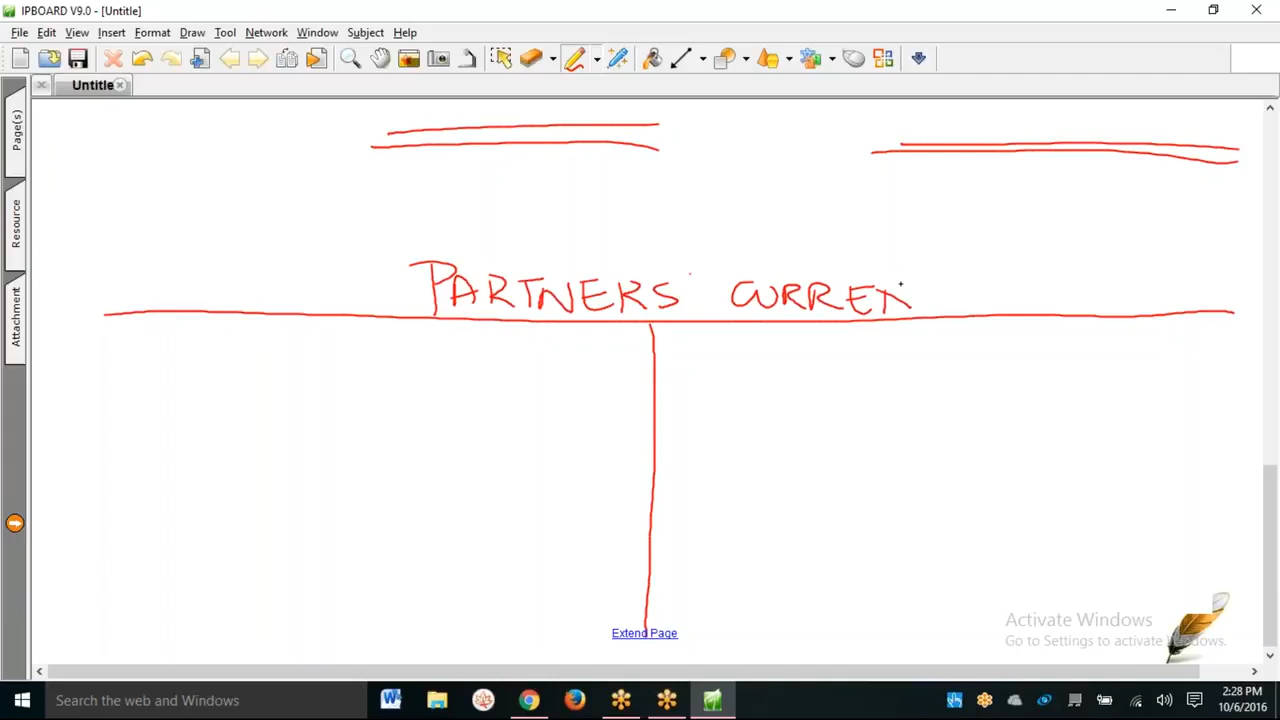 IPBOARD V9.0 - [Untitle]
File Edit View Insert Format Draw Tool Network Window Subject Help
Untitle
Page(s)
Resource
Attachment
PARTNERS' CURREN
Extend Page
Activate Windows
Go to Settings to activate Windows.
Search the web and Windows
2:28 PM
10/6/2016